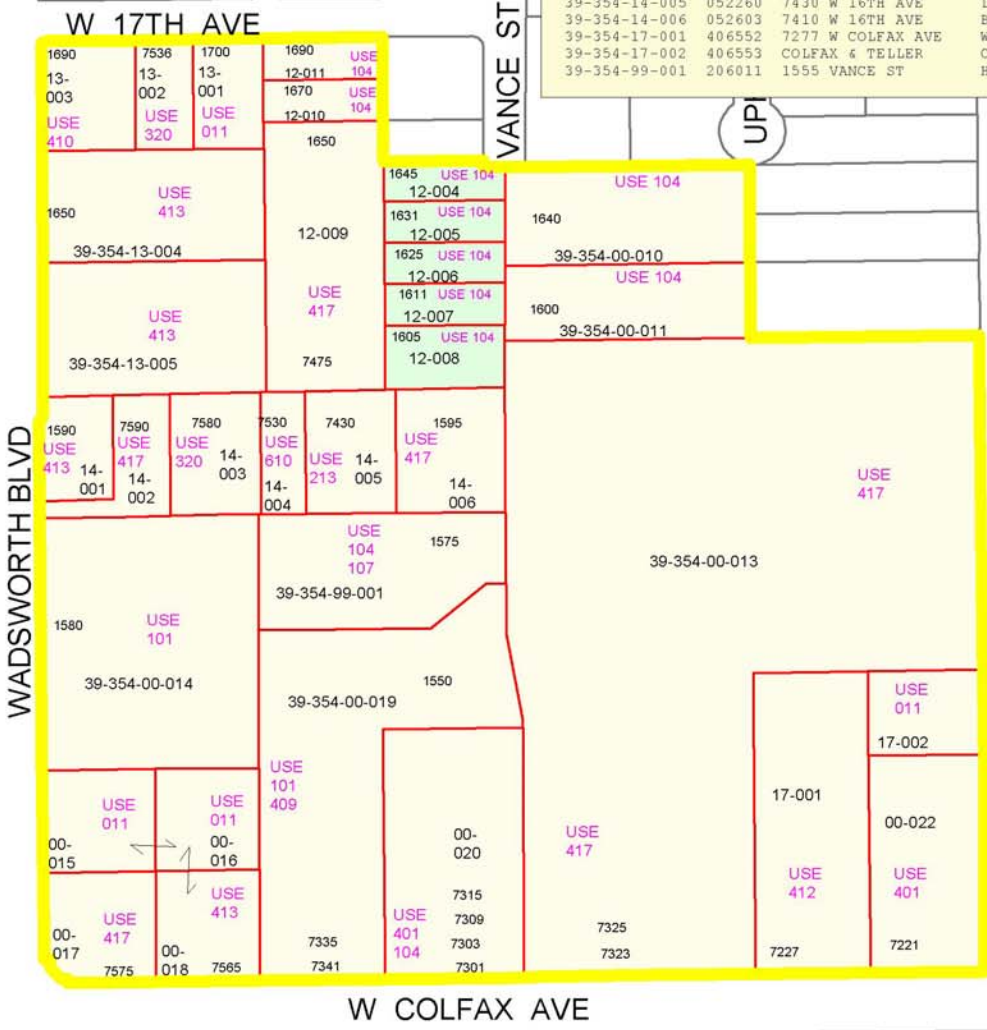 39-354-14-005 052260 7430 W 16TH AVE
39-354-14-006 052603 7410 W 16TH AVE
39-354-17-001 406552 7277 W COLFAX AVE
39-354-17-002 406553 COLFAX & TELLER
39-354-99-001 206011 1555 VANCE ST
W 17TH AVE
VANCE ST
WADSWORTH BLVD
W COLFAX AVE
1690
13-
003
USE
410
7536
13-
002
USE
320
1700
13-
001
USE
011
1690
12-011
USE
104
1670
12-010
USE
104
1650
12-009
USE
417
7475
USE
413
1650
39-354-13-004
USE
413
39-354-13-005
1645 USE 104
12-004
1631 USE 104
12-005
1625 USE 104
12-006
1611 USE 104
12-007
1605 USE 104
12-008
USE 104
1640
39-354-00-010
USE 104
1600
39-354-00-011
1590
USE
413
14-
001
7590
USE
417
14-
002
7580
USE
320
14-
003
7530
USE
610
14-
004
7430
USE
213
14-
005
1595
USE
417
14-
006
USE
417
39-354-00-013
USE
104
107
1575
39-354-99-001
1580
USE
101
39-354-00-014
1550
39-354-00-019
USE
101
409
7335
7341
USE
011
00-
015
USE
011
00-
016
USE
417
00-
017
7575
USE
413
00-
018
7565
00-
020
7315
7309
7303
7301
USE
401
104
USE
417
7325
7323
17-001
USE
412
7227
USE
011
17-002
00-022
USE
401
7221